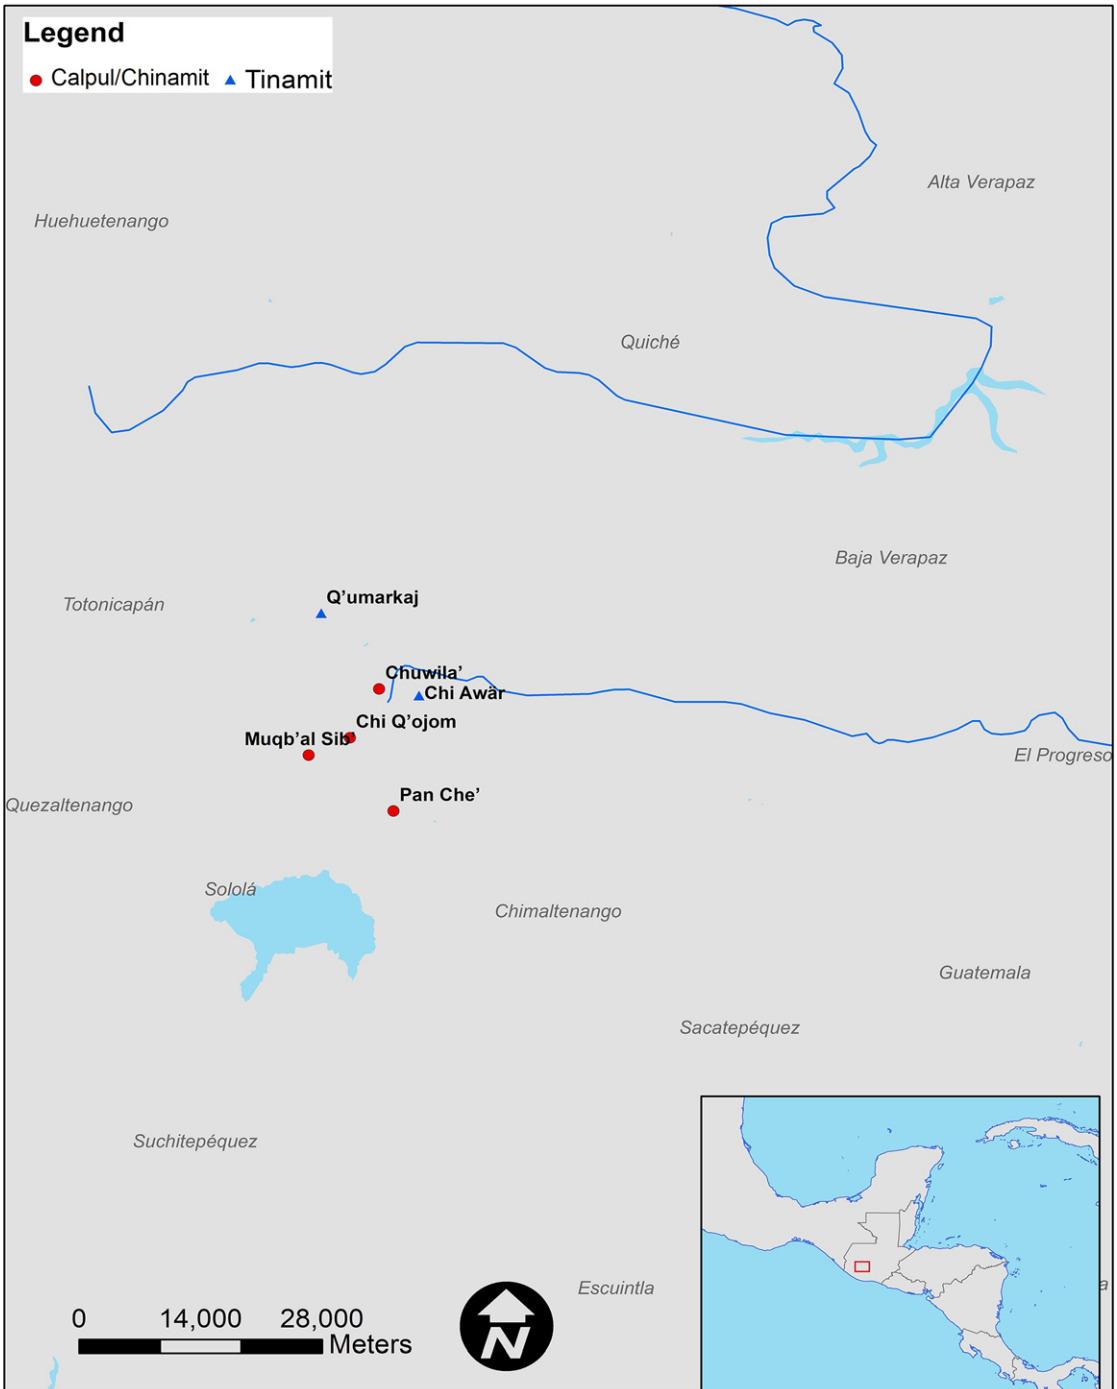 Legend
Calpul/Chinamit Tinamit
Alta Verapaz
Huehuetenango
Quiché
Baja Verapaz
Q’umarkaj
Totonicapán
Chuwila’
Chi Awär
Chi Q’ojom
Muqb’al Sib’
El Progreso
Pan Che’
Quezaltenango
Sololá
Chimaltenango
Guatemala
Sacatepéquez
Suchitepéquez
Escuintla
a
0 14,000 28,000
Meters
N